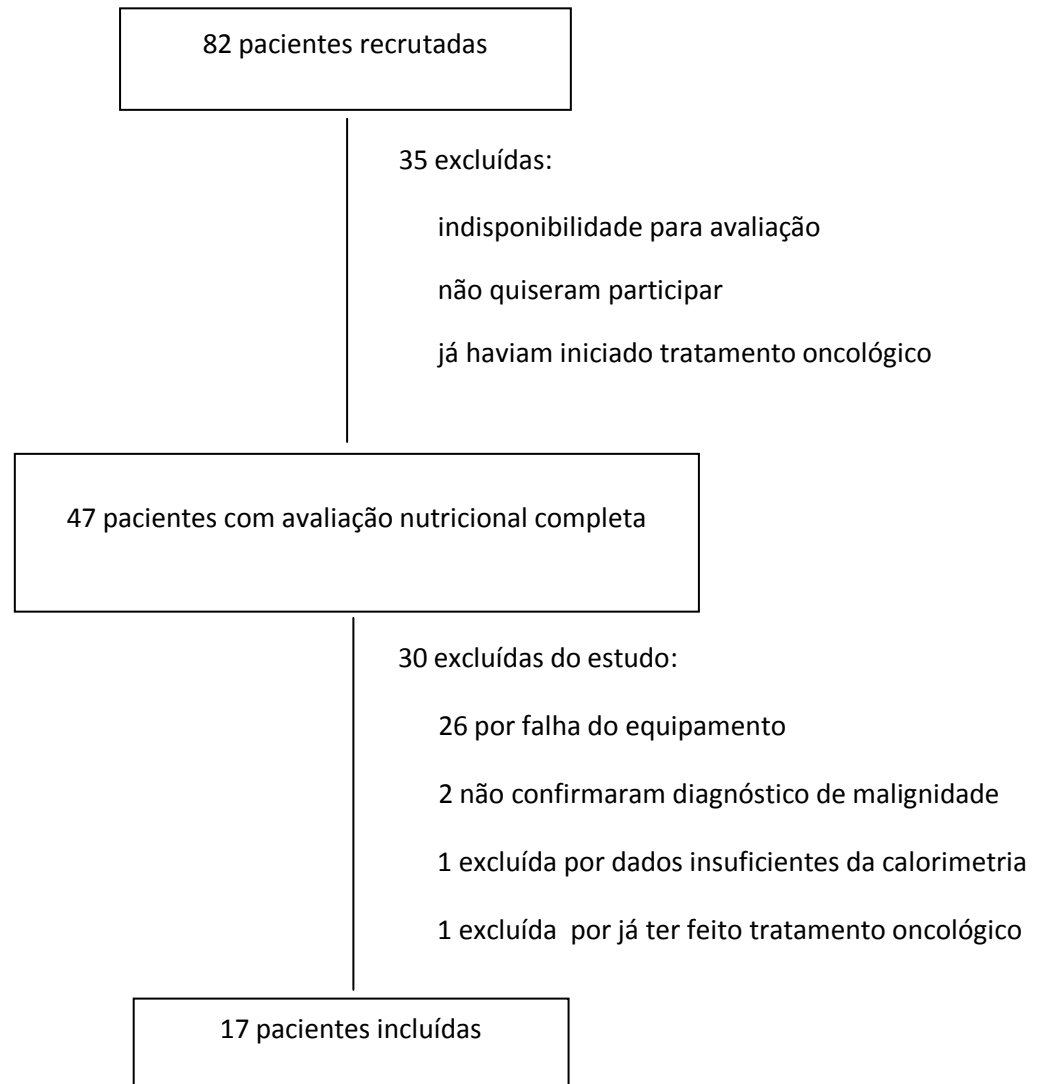 82 pacientes recrutadas
35 excluídas:
indisponibilidade para avaliação
não quiseram participar
já haviam iniciado tratamento oncológico
47 pacientes com avaliação nutricional completa
30 excluídas do estudo:
26 por falha do equipamento
2 não confirmaram diagnóstico de malignidade
1 excluída por dados insuficientes da calorimetria
1 excluída por já ter feito tratamento oncológico
17 pacientes incluídas